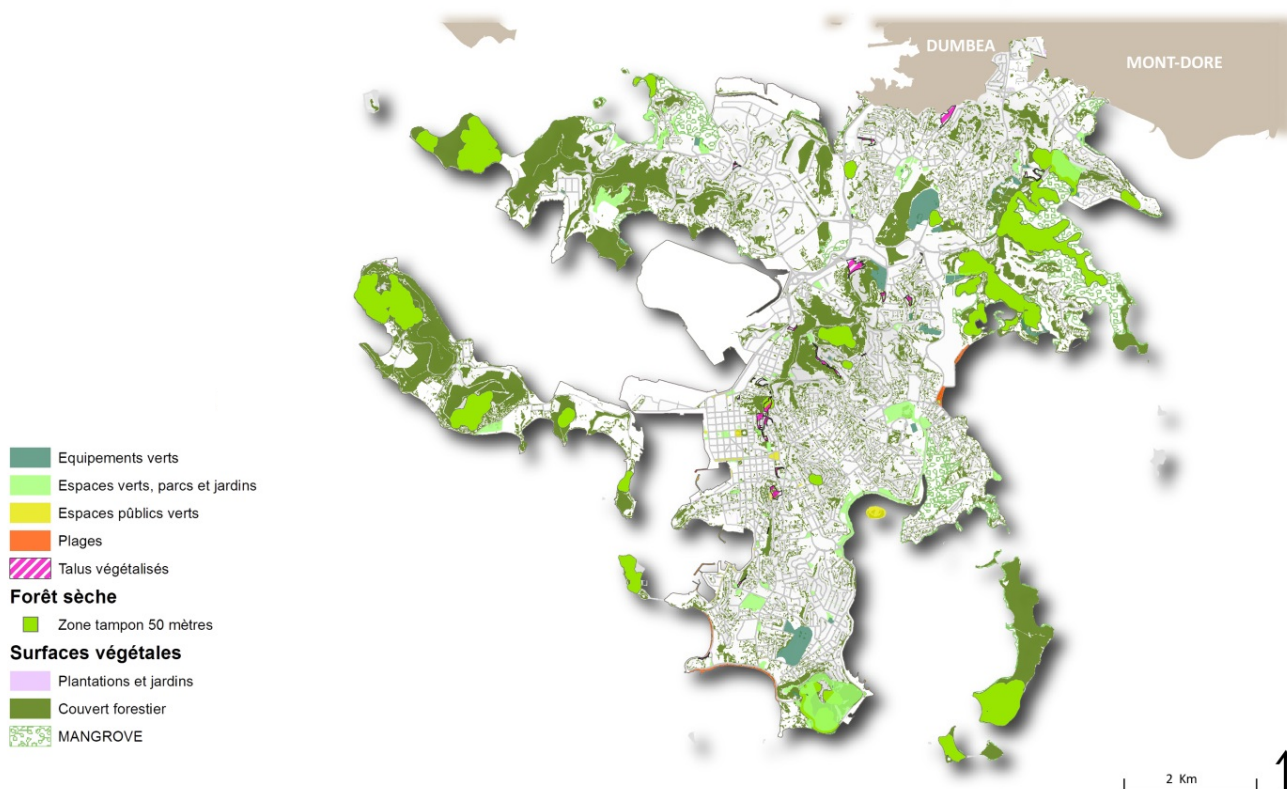 DUMBEA
MONT-DORE
Equipements verts
Espaces verts, parcs et jardins
Espaces pûblics verts
Plages
Talus végétalisés
Forêt sèche
Zone tampon 50 mètres
Surfaces végétales
Plantations et jardins
Couvert forestier
MANGROVE
2 Km